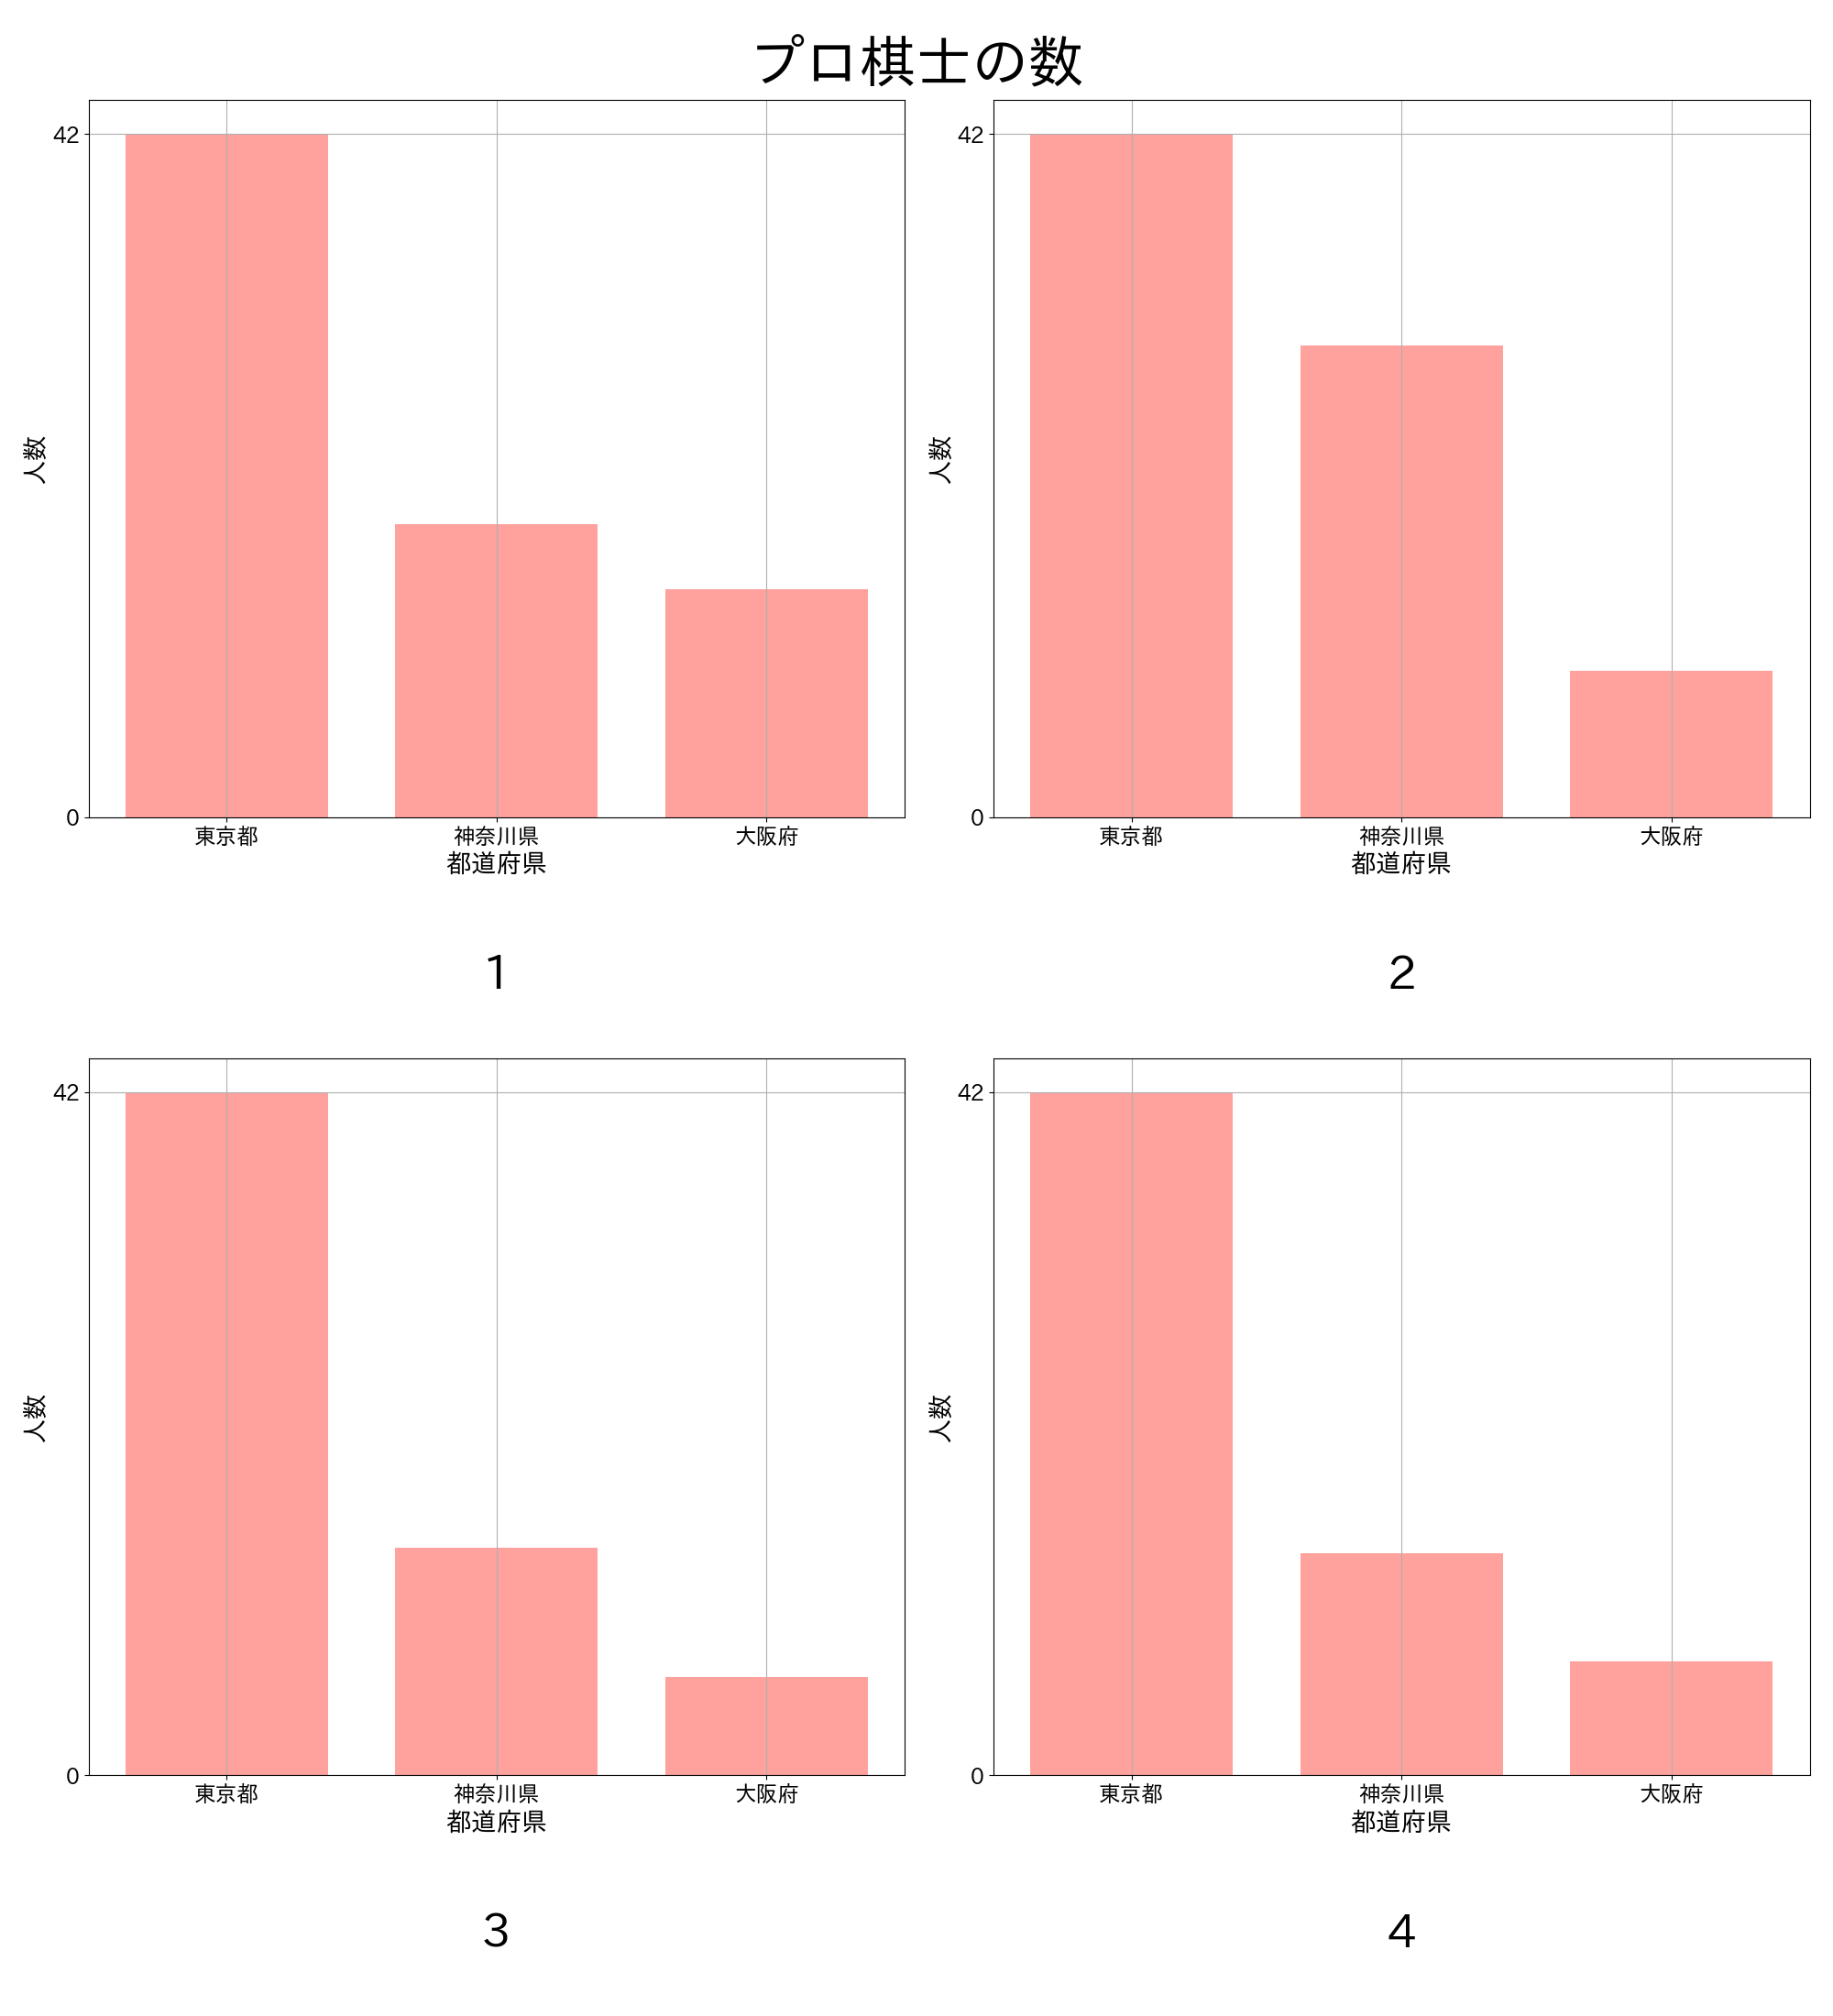 プロ棋士の数
42
0
人数
東京都 神奈川県 大阪府
都道府県
1
42
0
人数
東京都 神奈川県 大阪府
都道府県
2
42
0
人数
東京都 神奈川県 大阪府
都道府県
3
42
0
人数
東京都 神奈川県 大阪府
都道府県
4